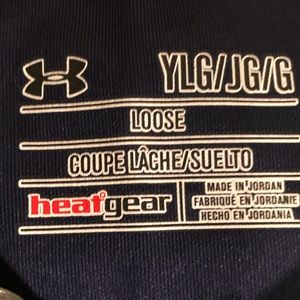 YLG/JG/G
LOOSE
COUPE LÂCHE/SUELTO
heatgear
MADE IN JORDAN
FABRIQUÉ EN JORDANIE
HECHO EN JORDANIA